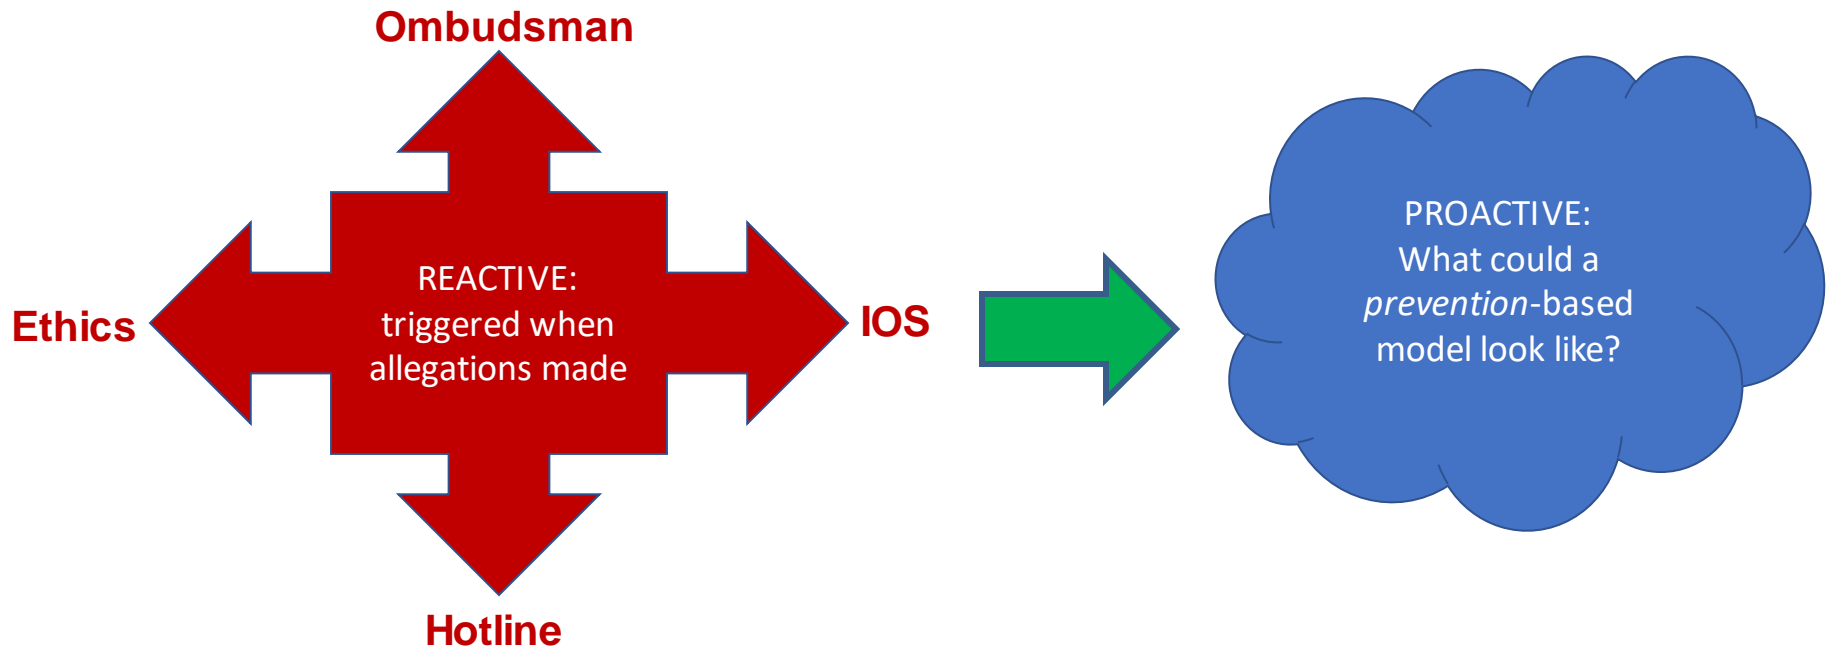 Ombudsman
Ethics
REACTIVE:
triggered when
allegations made
IOS
Hotline
PROACTIVE:
What could a
prevention-based
model look like?